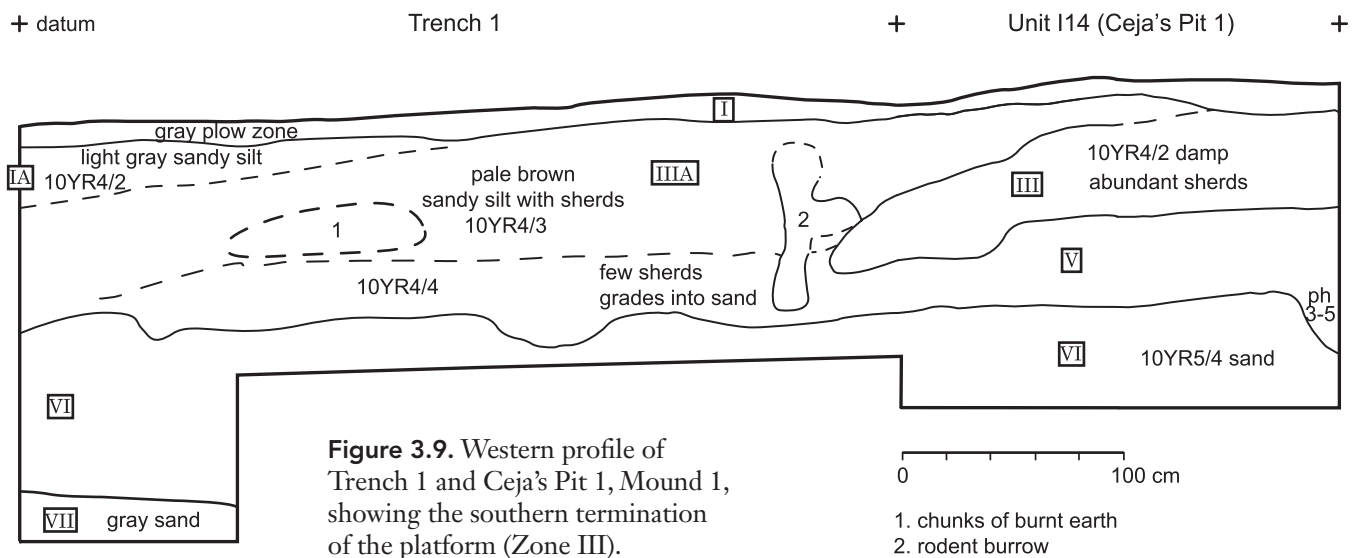 + datum
Trench 1
+
Unit I14 (Ceja's Pit 1)
+
I
gray plow zone
light gray sandy silt
IA
10YR4/2
pale brown
sandy silt with sherds
10YR4/3
IIIA
10YR4/2 damp
abundant sherds
III
1
2
V
10YR4/4
few sherds
grades into sand
ph
3-5
VI
10YR5/4 sand
VI
VII
gray sand
Figure 3.9. Western profile of
Trench 1 and Ceja's Pit 1, Mound 1,
showing the southern termination
of the platform (Zone III).
0
100 cm
1. chunks of burnt earth
2. rodent burrow